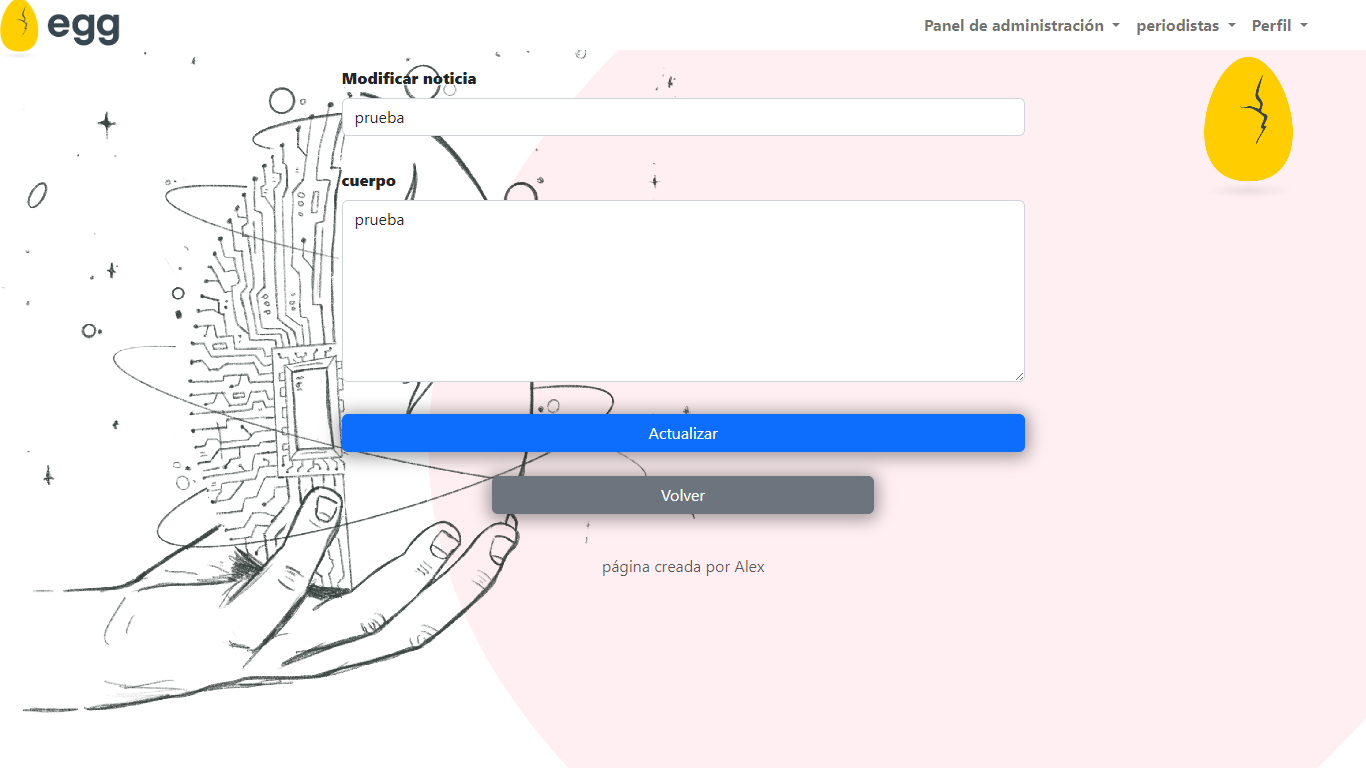 egg
Panel de administración periodistas Perfil
Modificar noticia
prueba
cuerpo
prueba
Actualizar
Volver
página creada por Alex